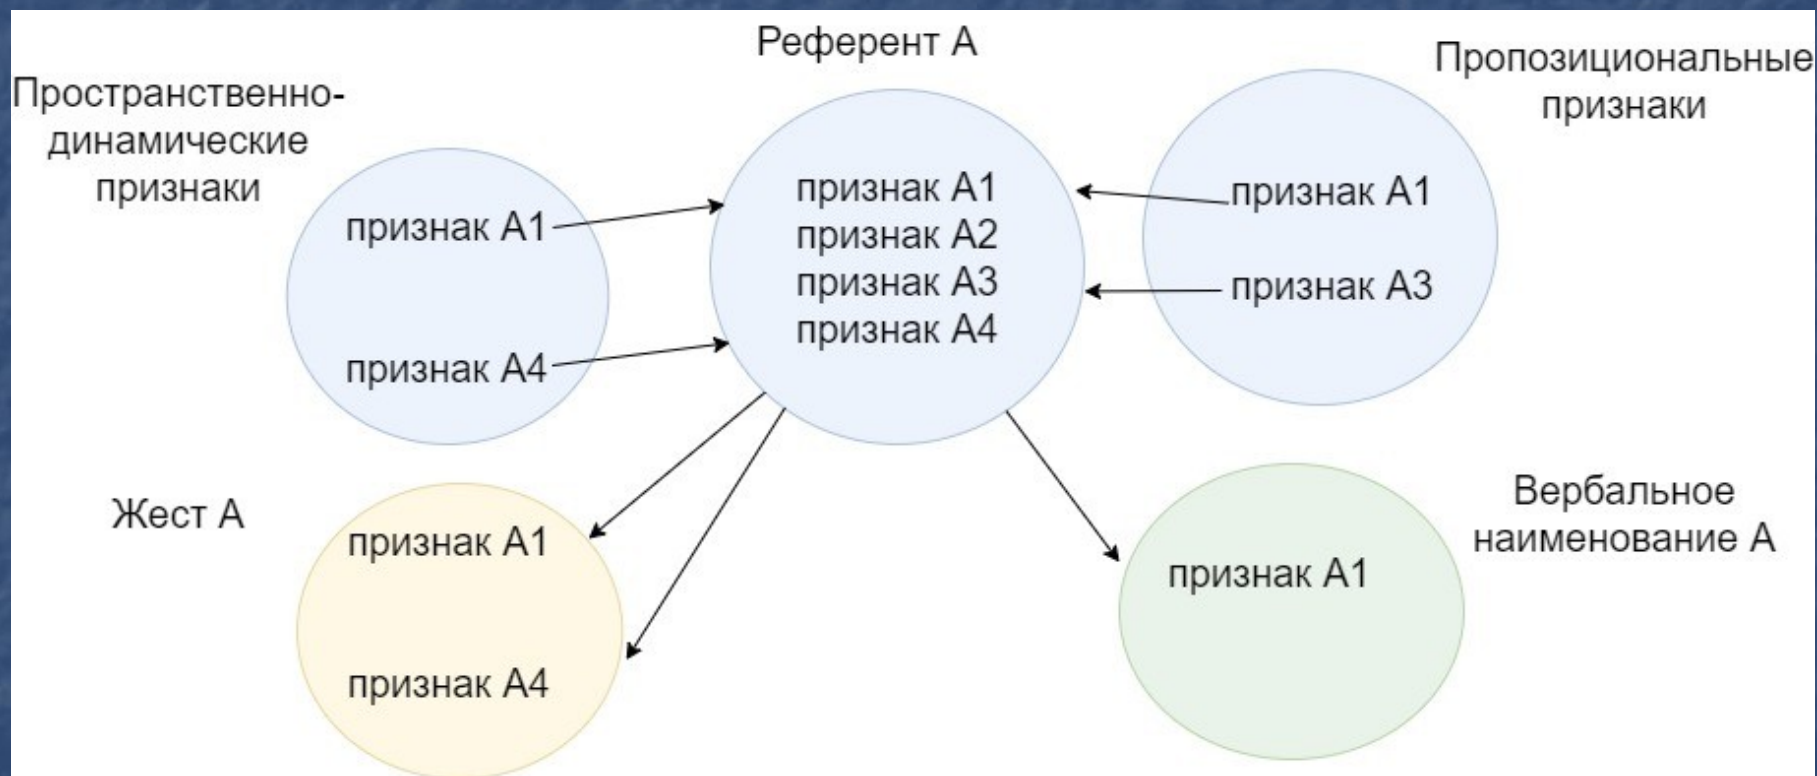 Референт А
Пространственно-
динамические
признаки
Пропозициональные
признаки
признак А1
признак А4
признак А1
признак А2
признак А3
признак А4
признак А1
признак А3
Жест А
признак А1
признак А4
Вербальное
наименование А
признак А1